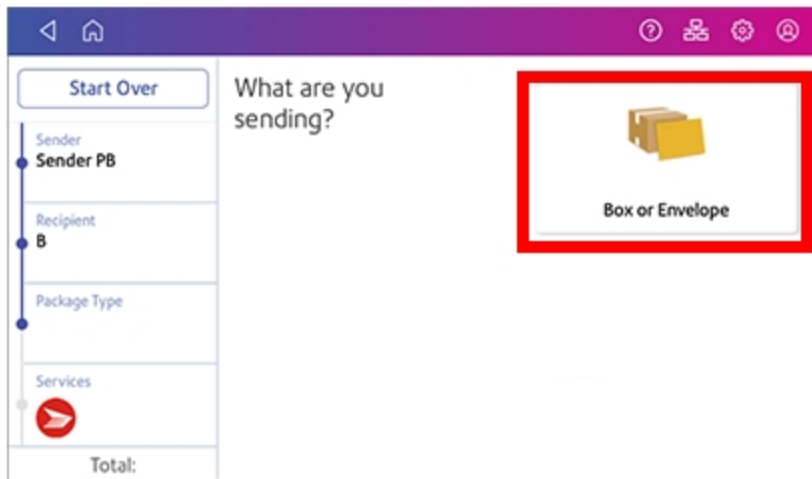 Start Over
What are you
sending?
Sender
Sender PB
Recipient
B
Package Type
Services
Total:
Box or Envelope